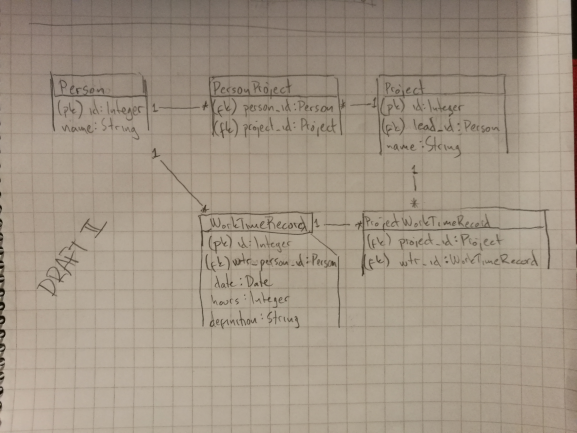 Person
(pk) id:Integer
name:String
1
*
PersonProject
(fk) person_id:Person
(fk) project_id:Project
*
1
Project
(pk) id:Integer
(fk) lead_id:Person
name:String
1
*
1
*
WorkTimeRecord
(pk) id:Integer
(fk) wtr_person_id:Person
date:Date
hours:Integer
definition:String
1
*
ProjectWorkTimeRecord
(fk) project_id:Project
(fk) wtr_id:WorkTimeRecord
DRAFT II